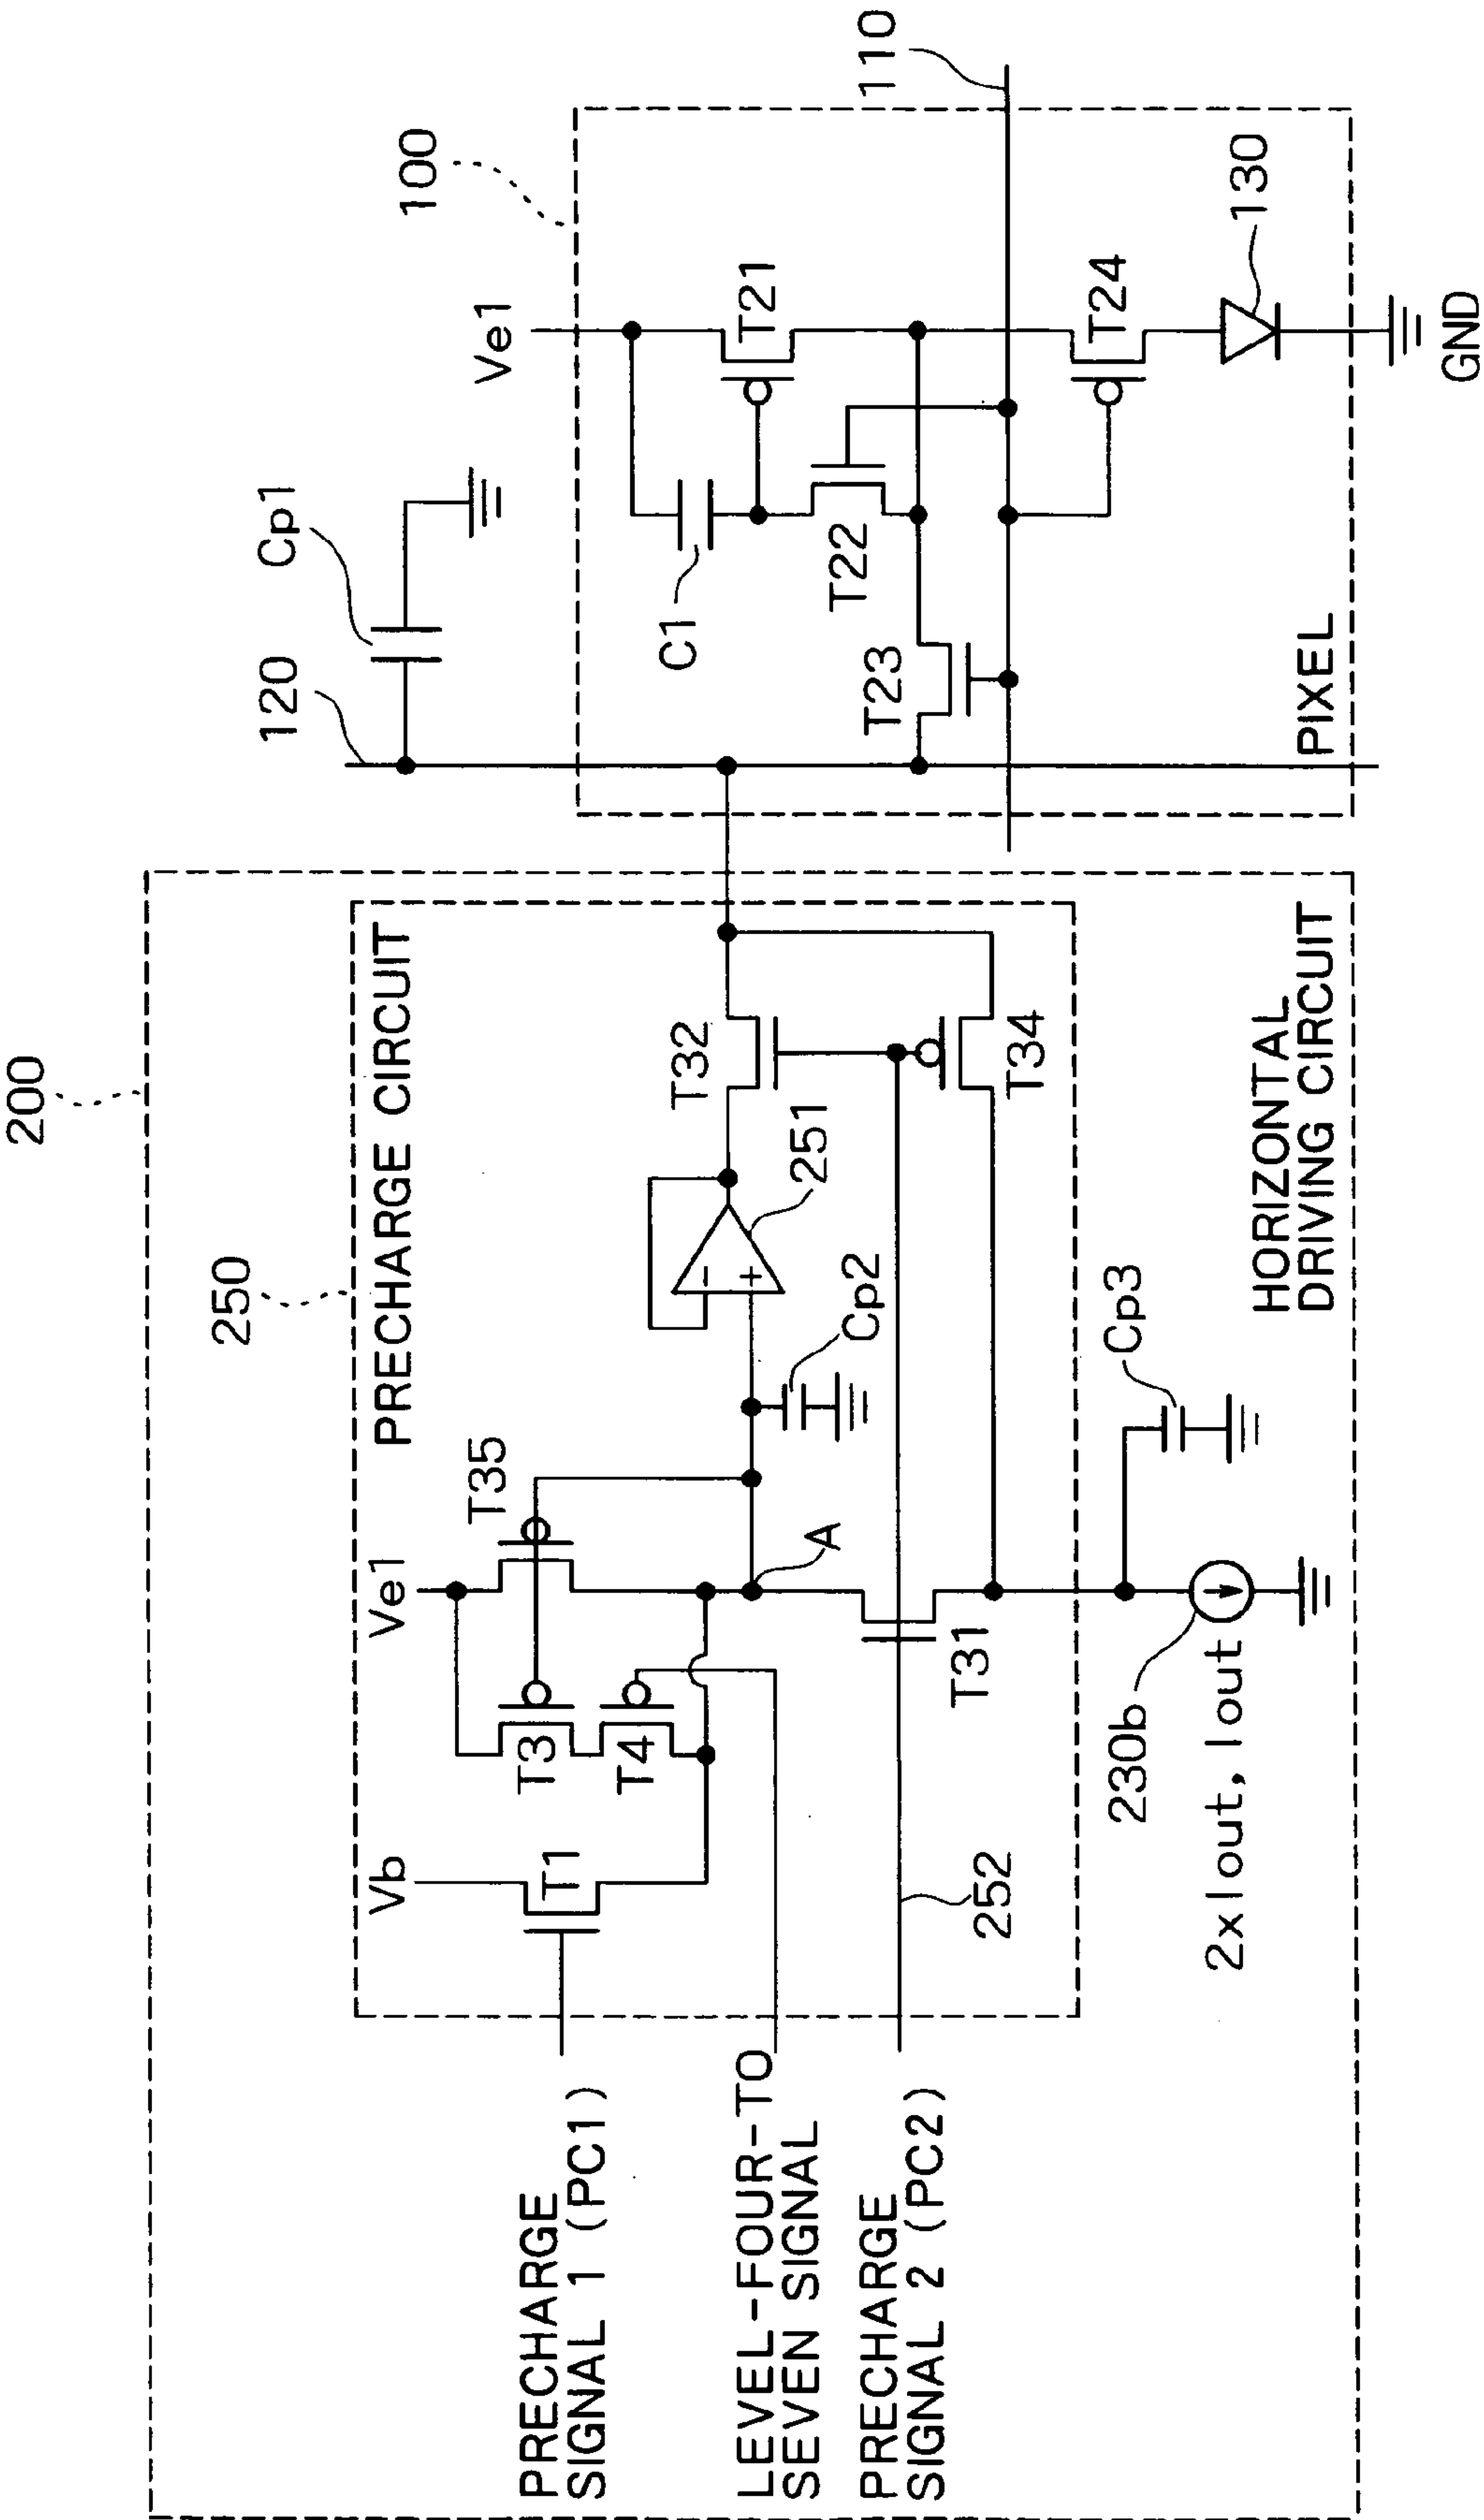 200
250
120
Cp1
100
110
PRECHARGE CIRCUIT
Vb
Ve1
T35
Ve1
T1
T3
T4
T32
251
A
Cp2
C1
T21
T22
T23
T24
130
PRECHARGE
SIGNAL 1 (PC1)
LEVEL-FOUR-TO
SEVEN SIGNAL
PRECHARGE
SIGNAL 2 (PC2)
252
T31
T34
230b
2xIout, Iout
Cp3
HORIZONTAL
DRIVING CIRCUIT
PIXEL
GND
- 
+